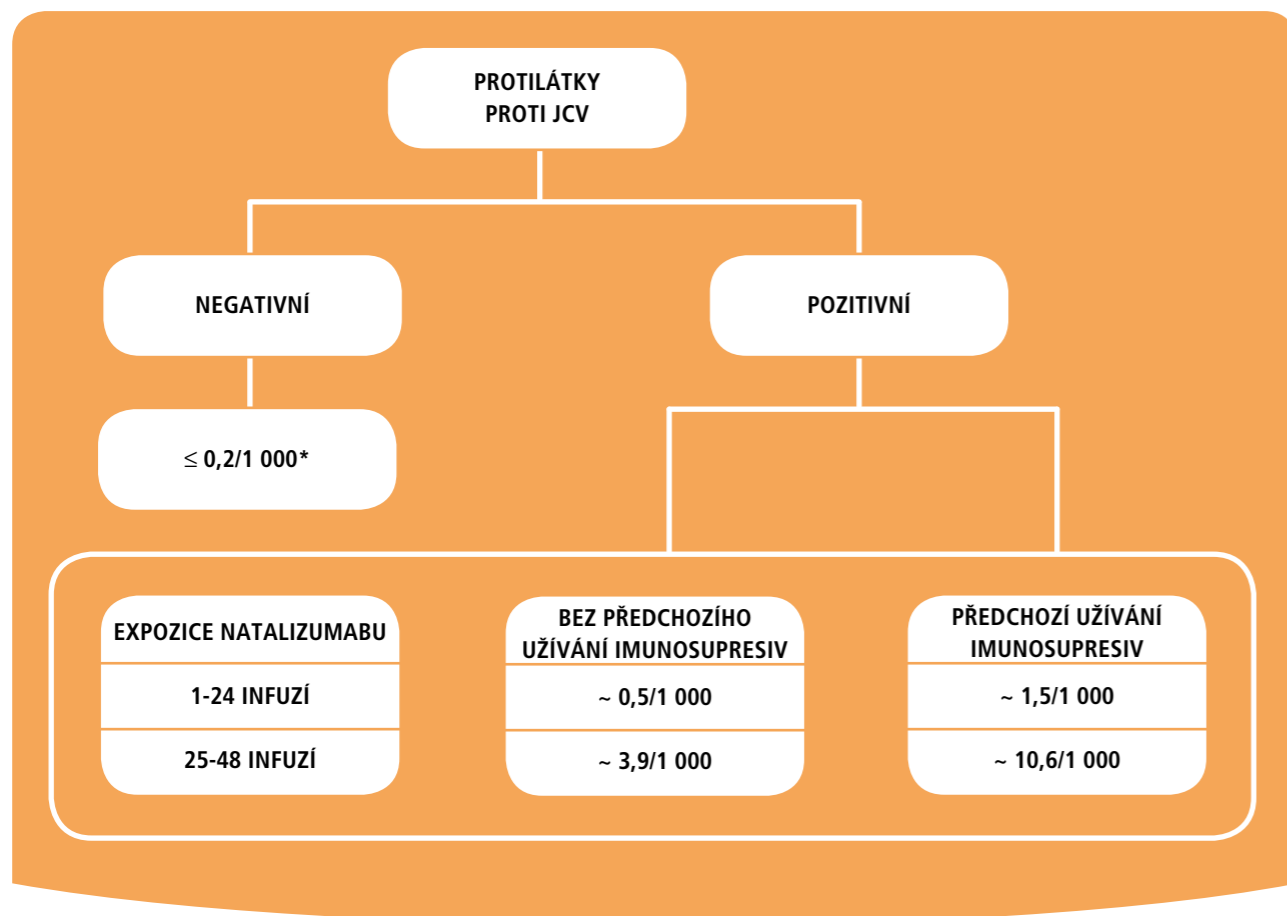 PROTILÁTKY
PROTI JCV
NEGATIVNÍ
POZITIVNÍ
≤ 0,2/1 000*
EXPOZICE NATALIZUMABU
1-24 INFUZÍ
25-48 INFUZÍ
BEZ PŘEDCHOZÍHO
UŽÍVÁNÍ IMUNOSUPRESIV
~ 0,5/1 000
~ 3,9/1 000
PŘEDCHOZÍ UŽÍVÁNÍ
IMUNOSUPRESIV
~ 1,5/1 000
~ 10,6/1 000